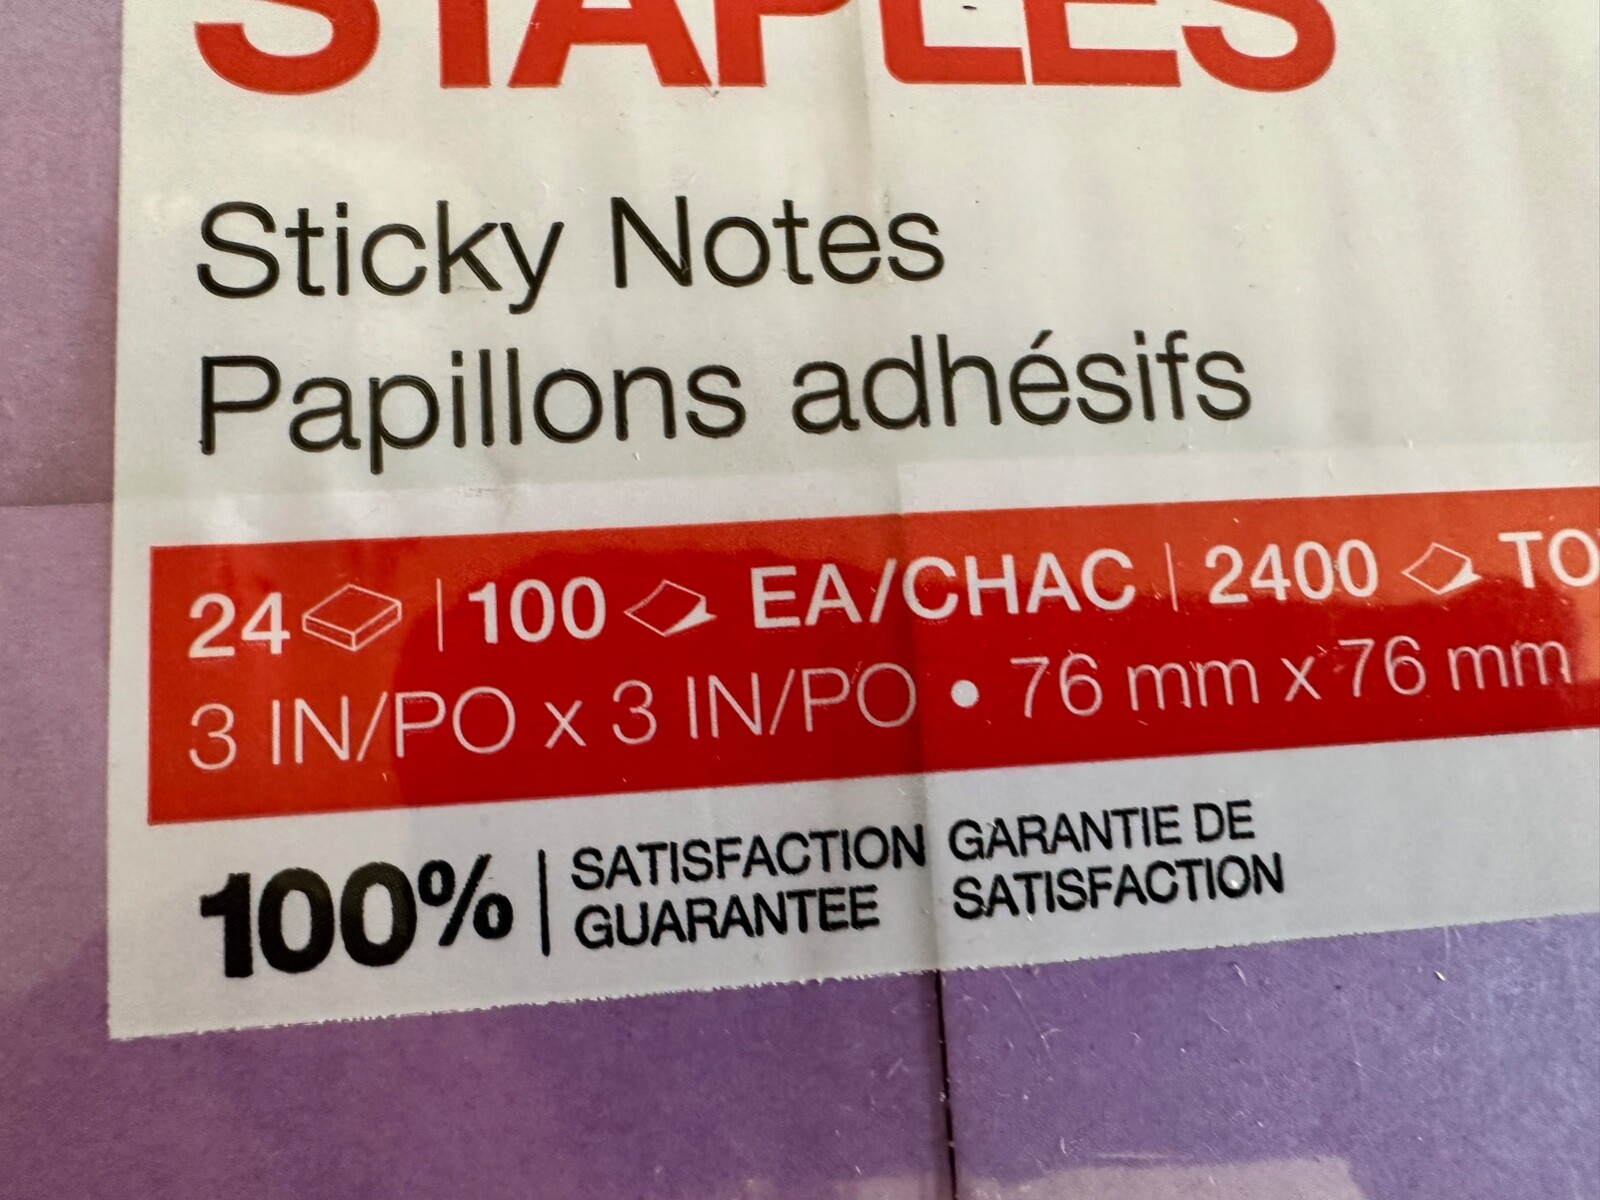 STAPLES
Sticky Notes
Papillons adhésifs
24 | 100 EA/CHAC | 2400
3 IN/PO x 3 IN/PO • 76 mm x 76 mm
100% | SATISFACTION GARANTIE DE
GUARANTEE SATISFACTION